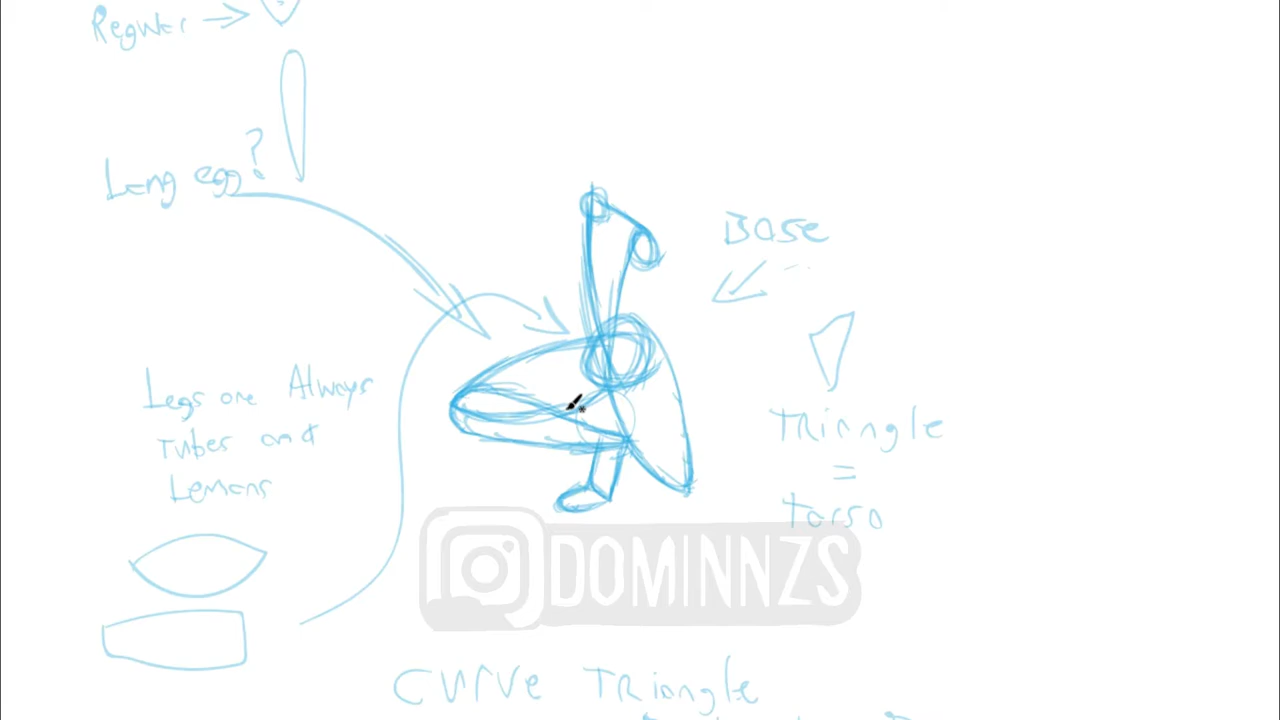 Regular
Long egg?
Base
Legs are Always
Tubes and
Lemons
Triangle
=
Torso
DOMINNZS
CURVE TRiangle